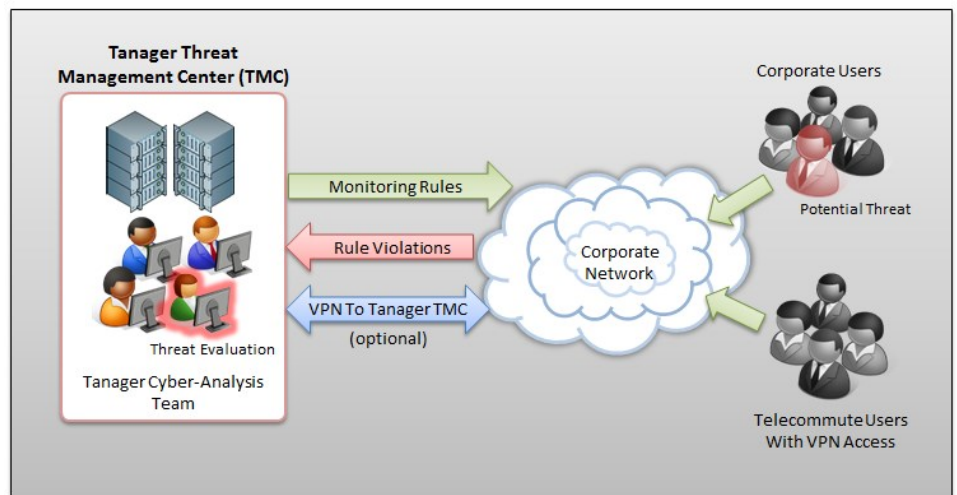 Tanager Threat
Management Center (TMC)
Threat Evaluation
Tanager Cyber-Analysis
Team
Monitoring Rules
Rule Violations
VPN To Tanager TMC
(optional)
Corporate
Network
Corporate Users
Potential Threat
Telecommute Users
With VPN Access